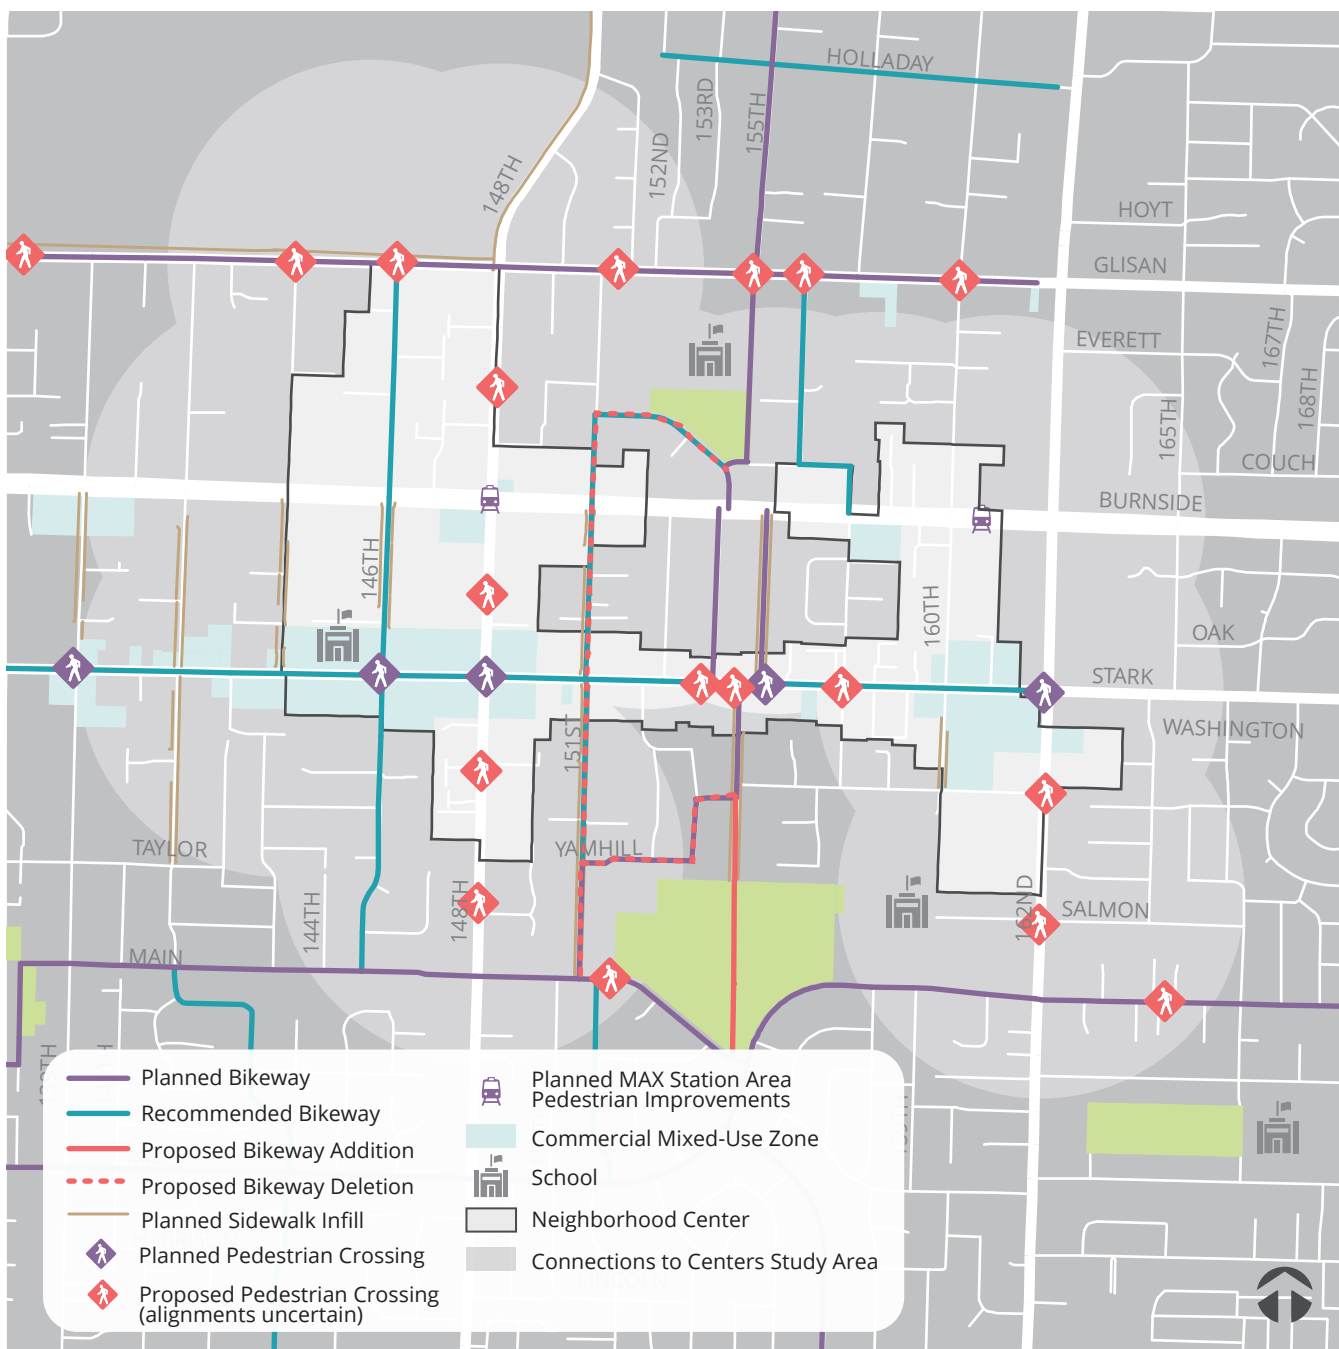 HOLLADAY
153RD
155TH
152ND
148TH
HOYT
GLISAN
167TH
EVERETT
168TH
165TH
COUCH
BURNSIDE
146TH
160TH
OAK
STARK
WASHINGTON
151ST
TAYLOR
YAMHILL
144TH
148TH
162ND
SALMON
MAIN
Planned Bikeway
Recommended Bikeway
Proposed Bikeway Addition
Proposed Bikeway Deletion
Planned Sidewalk Infill
Planned Pedestrian Crossing
Proposed Pedestrian Crossing
(alignments uncertain)
Planned MAX Station Area
Pedestrian Improvements
Commercial Mixed-Use Zone
School
Neighborhood Center
Connections to Centers Study Area